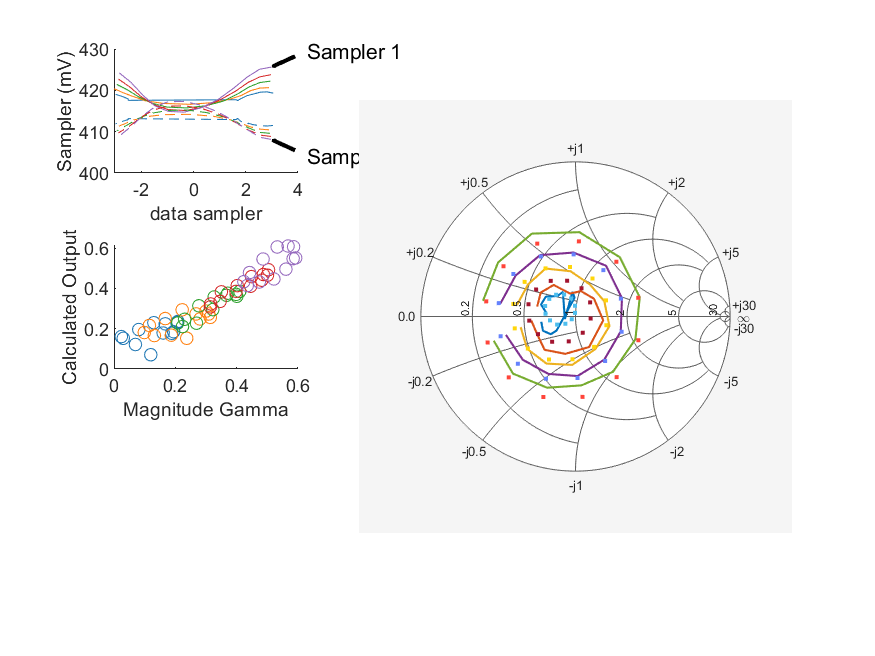 Sampler 1
430
420
410
400
Sampler (mV)
-2
0
2
4
data sampler
Samp
0.6
0.4
0.2
0
Calculated Output
0
0.2
0.4
0.6
Magnitude Gamma
+j1
+j0.5
+j2
+j0.2
+j5
0.0
0.2
0.5
1
2
5
30
+j30
∞
-j30
-j0.2
-j5
-j0.5
-j2
-j1